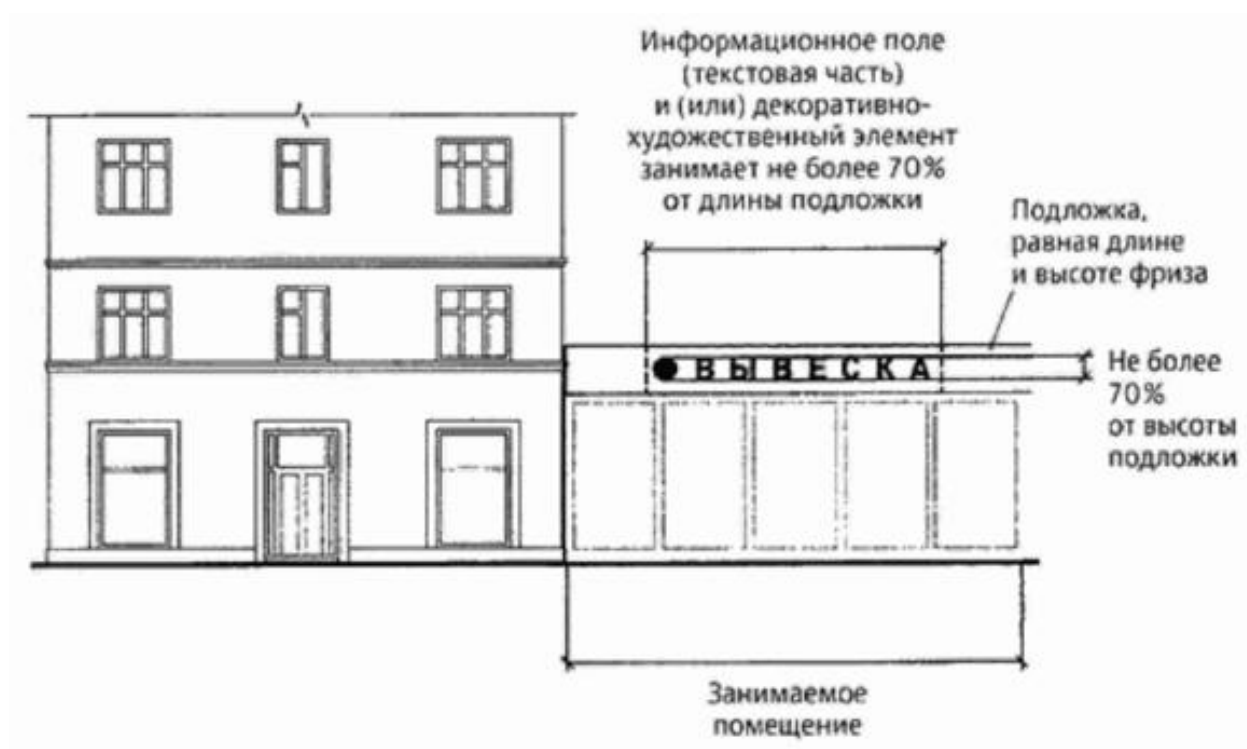 Информационное поле
(текстовая часть)
и (или) декоративно-
художественный элемент
занимает не более 70%
от длины подложки
Подложка,
равная длине
и высоте фриза
ВЫВЕСКА
Не более
70%
от высоты
подложки
Занимаемое
помещение